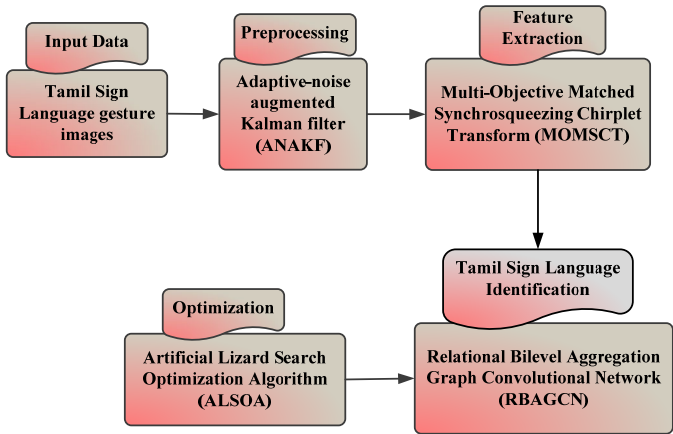 Input Data
Tamil Sign
Language gesture
images
Preprocessing
Adaptive-noise
augmented
Kalman filter
(ANAKF)
Feature
Extraction
Multi-Objective Matched
Synchrosqueezing Chirplet
Transform (MOMSCT)
Tamil Sign Language
Identification
Relational Bilevel Aggregation
Graph Convolutional Network
(RBAGCN)
Optimization
Artificial Lizard Search
Optimization Algorithm
(ALSOA)